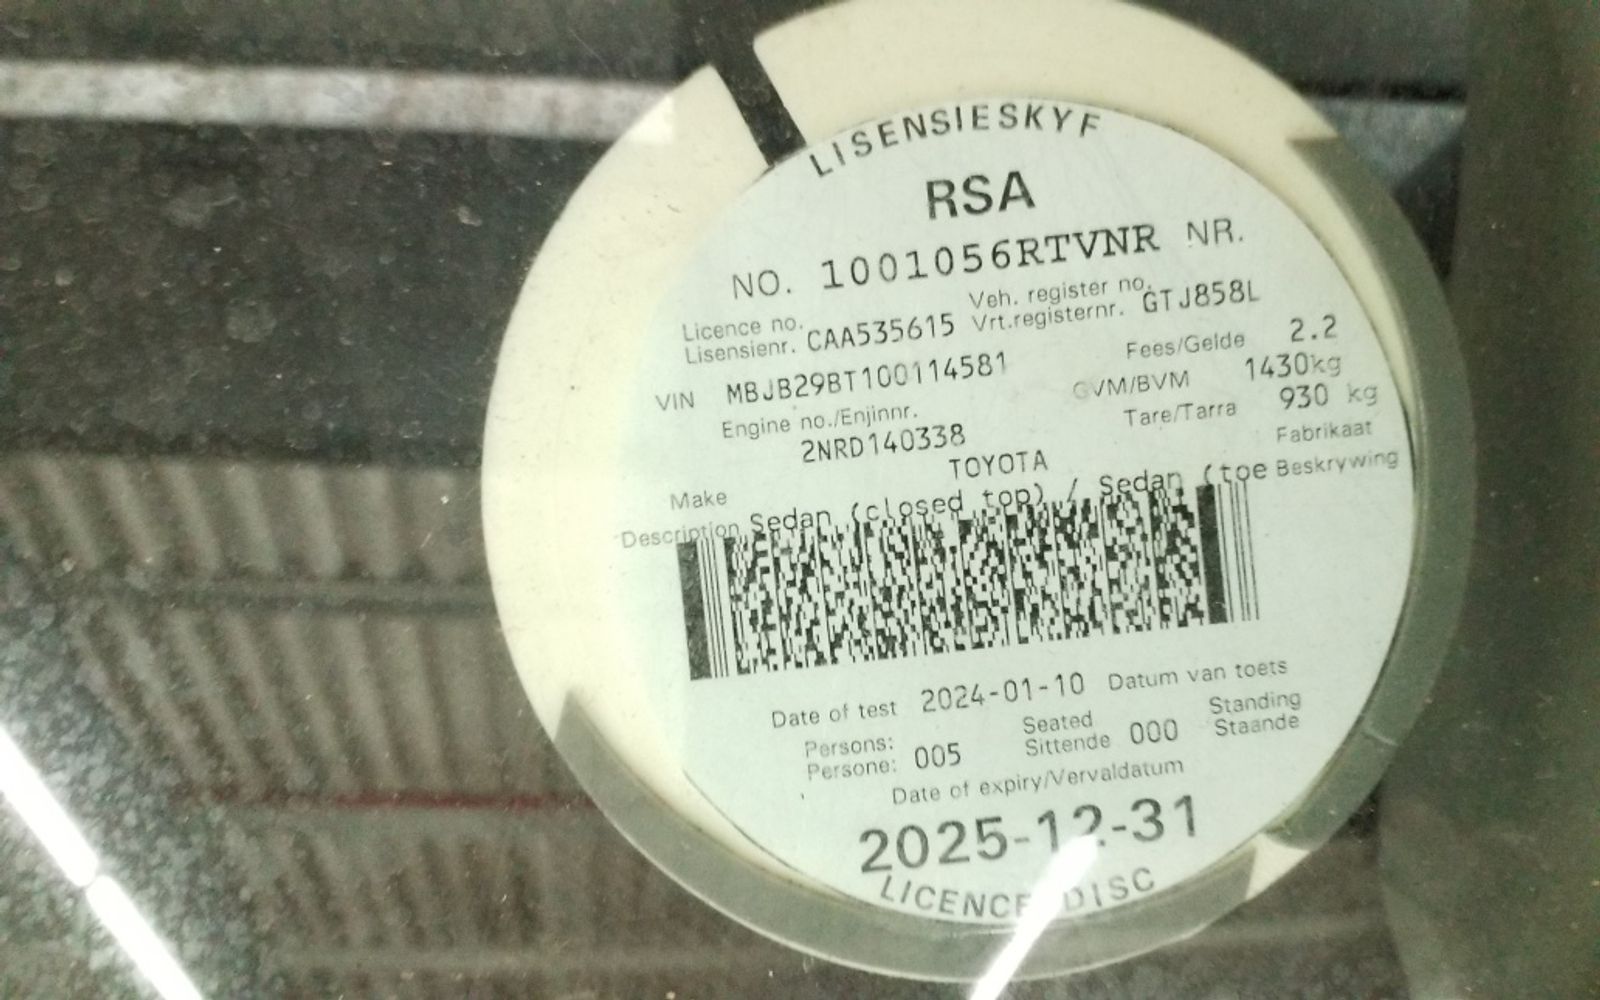 LISENSIESKYF
RSA
NO. 1001056RTVNR NR.
Licence no. Veh. register no.
Lisensienr. CAA535615 Vrt.registernr. GTJ858L
VIN MBJB29BT100114581 Fees/Gelde 2.2
Engine no./Enjinnr. GVM/BVM 1430kg
2NRD140338 Tare/Tarra 930 kg
Make TOYOTA Fabrikaat
Description Sedan (closed top) / Sedan (toe Beskrywing
Date of test 2024-01-10 Datum van toets
Persons: Seated Standing
Persone: 005 Sittende 000 Staande
Date of expiry/Vervaldatum
2025-12-31
LICENCE DISC